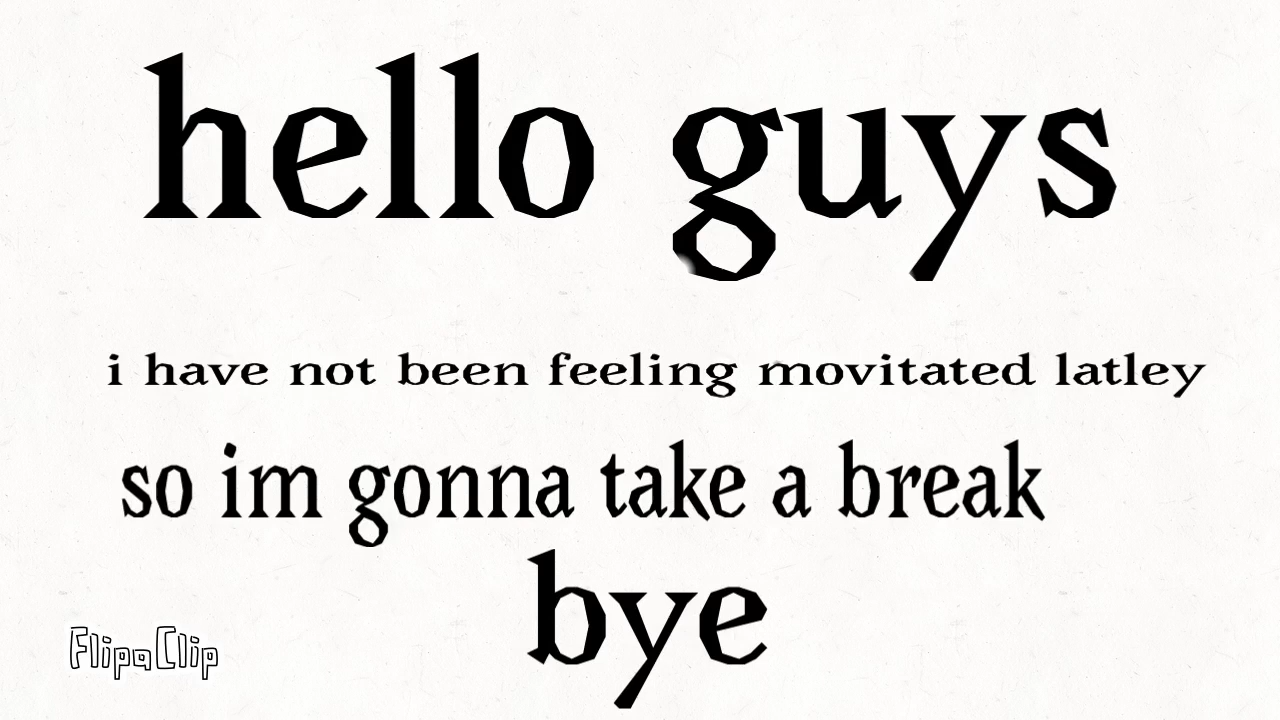 hello guys
i have not been feeling movitated latley
so im gonna take a break
bye
FlipaClip